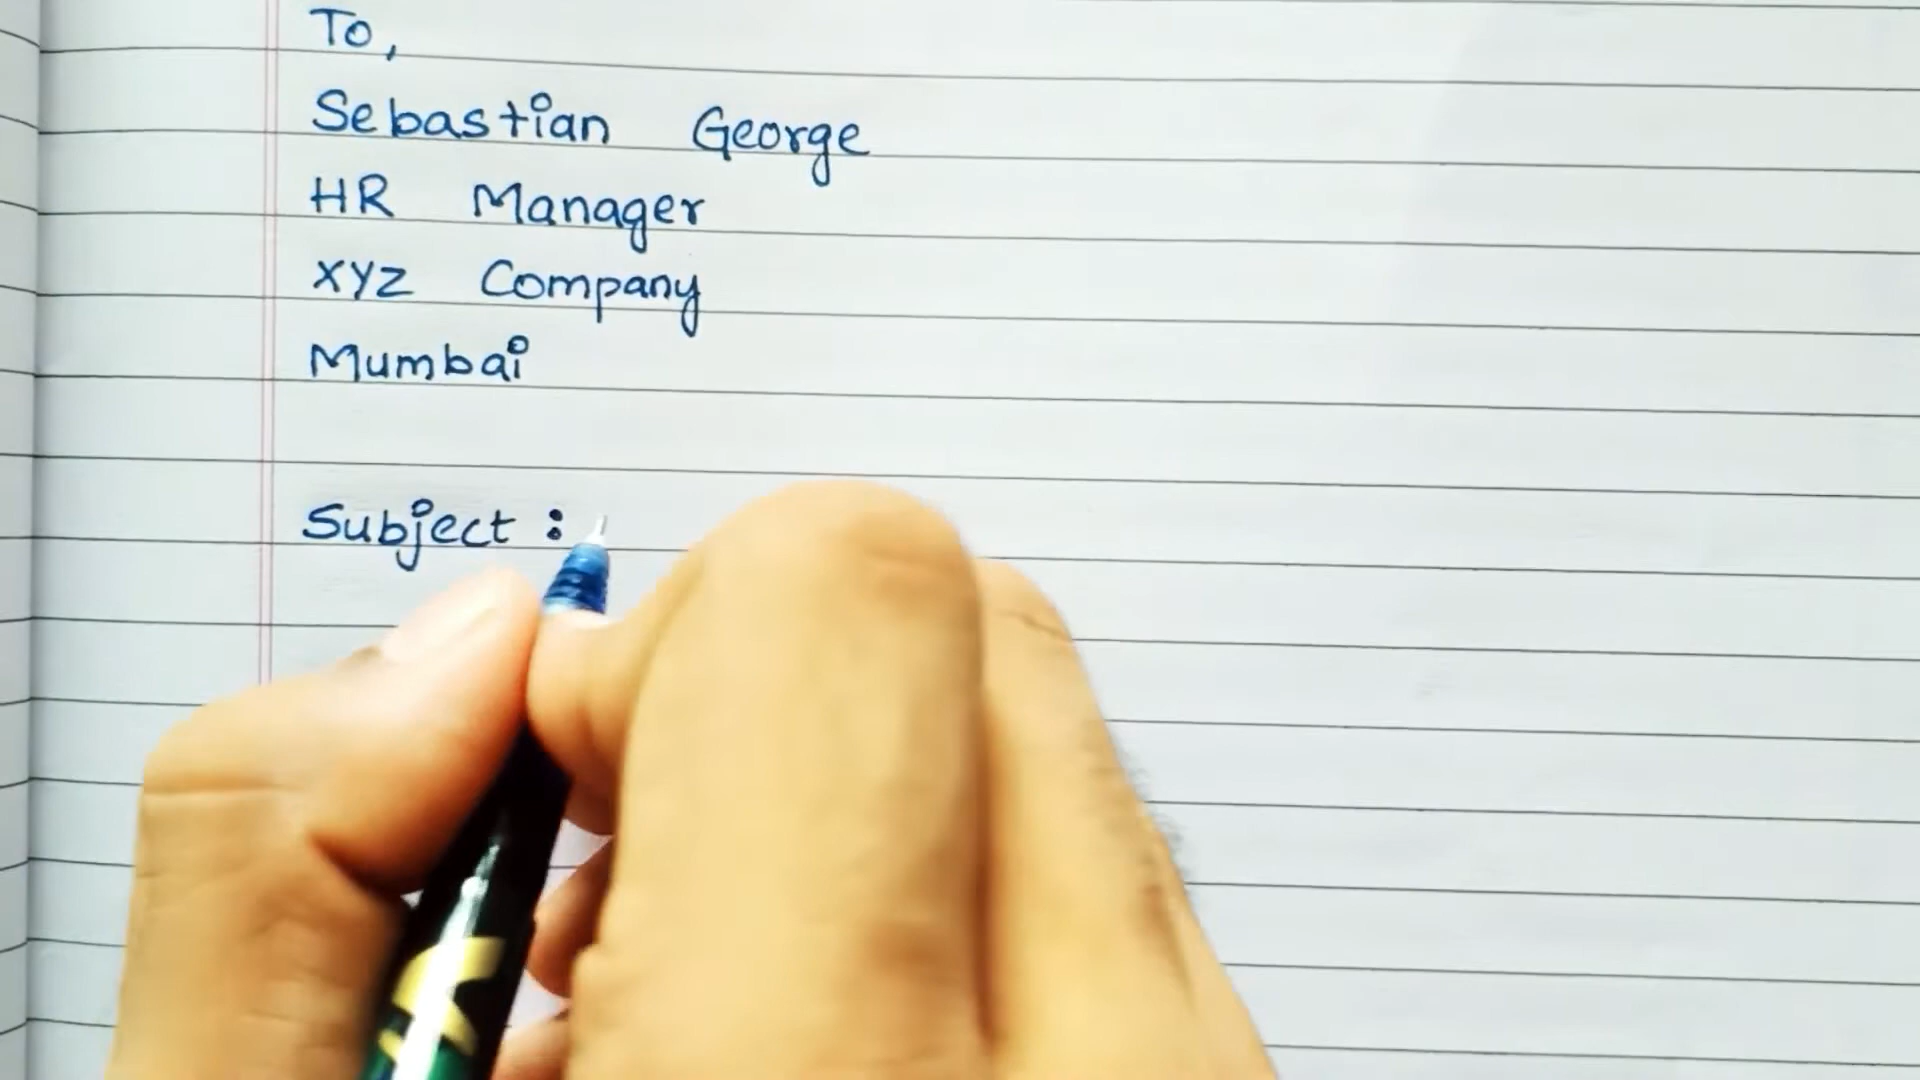 To,
Sebastian George
HR Manager
XYZ Company
Mumbai
Subject :